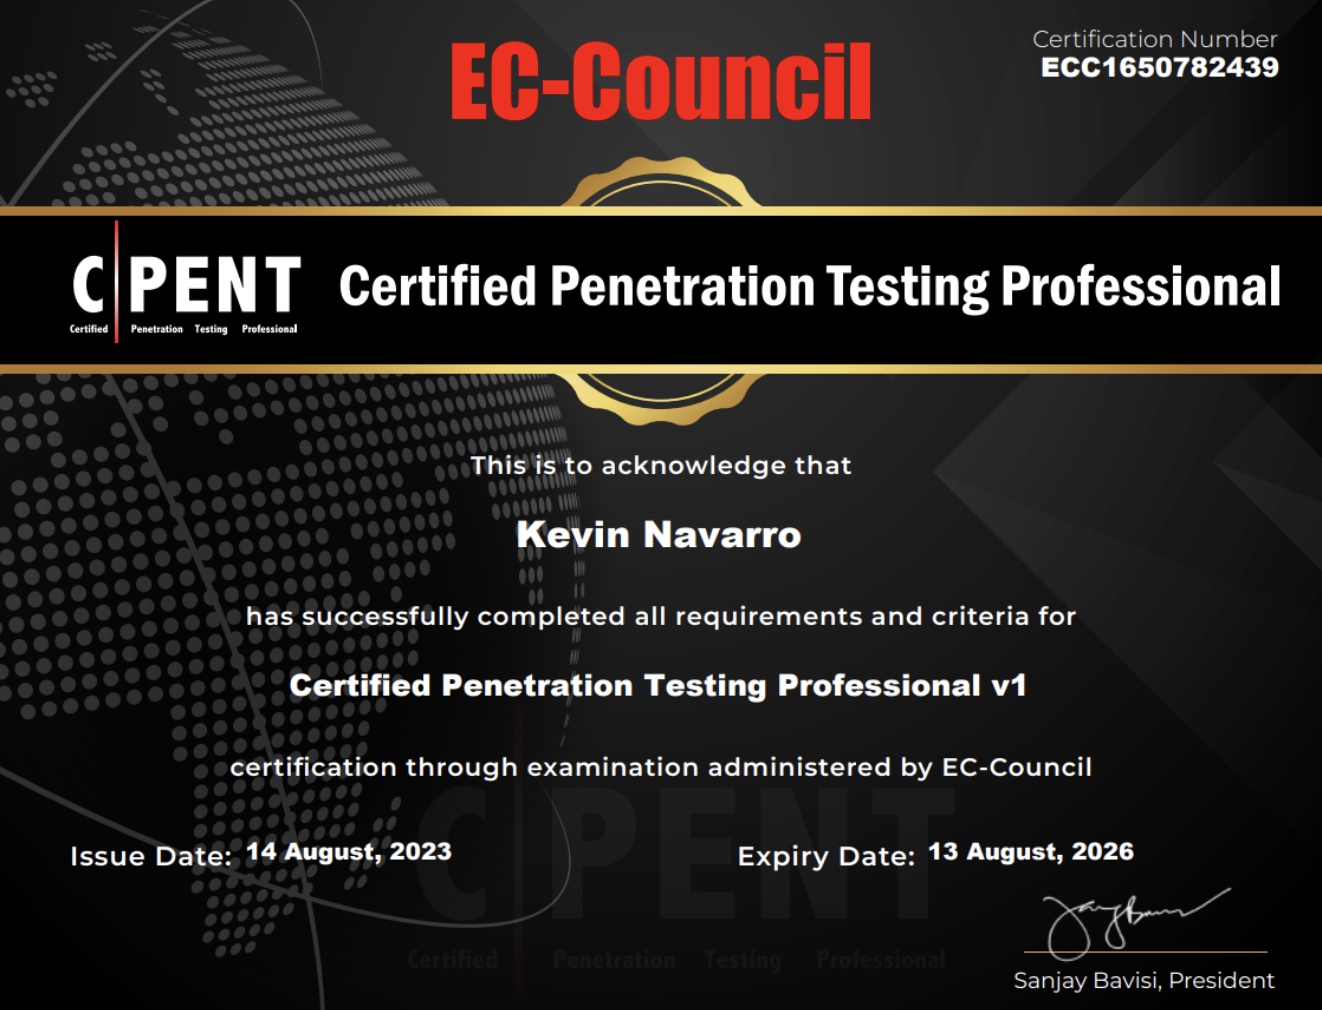 EC-Council
Certification Number
ECC1650782439
C|PENT
Certified Penetration Testing Professional
Certified Penetration Testing Professional
This is to acknowledge that
Kevin Navarro
has successfully completed all requirements and criteria for
Certified Penetration Testing Professional v1
certification through examination administered by EC-Council
Issue Date: 14 August, 2023
Expiry Date: 13 August, 2026
C|PENT
Certified Penetration Testing Professional
Sanjay Bavisi, President